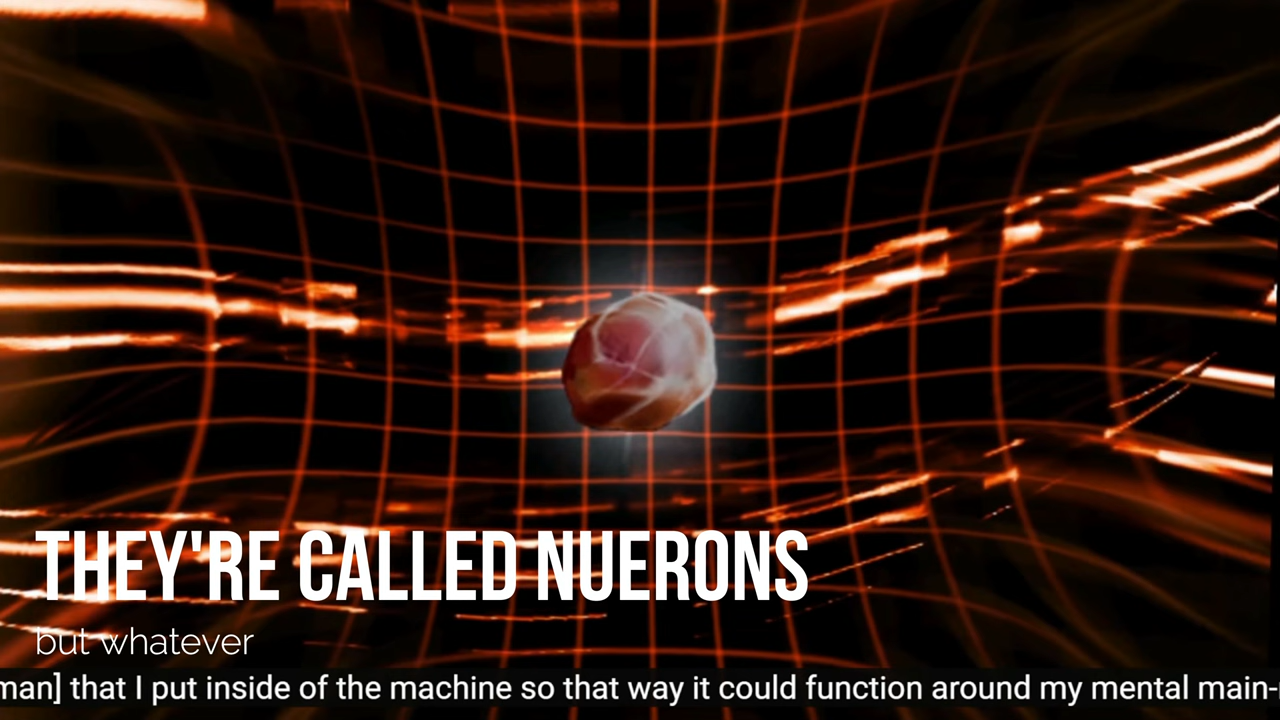 THEY'RE CALLED NUERONS
but whatever
man] that I put inside of the machine so that way it could function around my mental main-